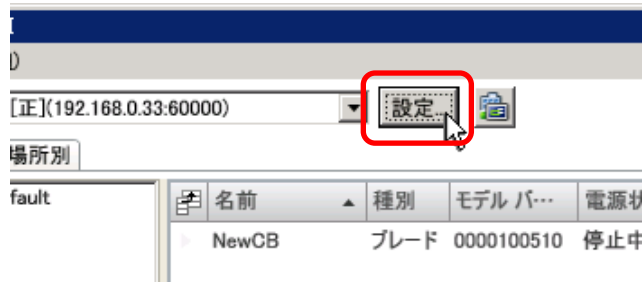 [正](192.168.0.33:60000) 設定...
場所別
fault 名前 種別 モデル バ… 電源状
NewCB ブレード 0000100510 停止中